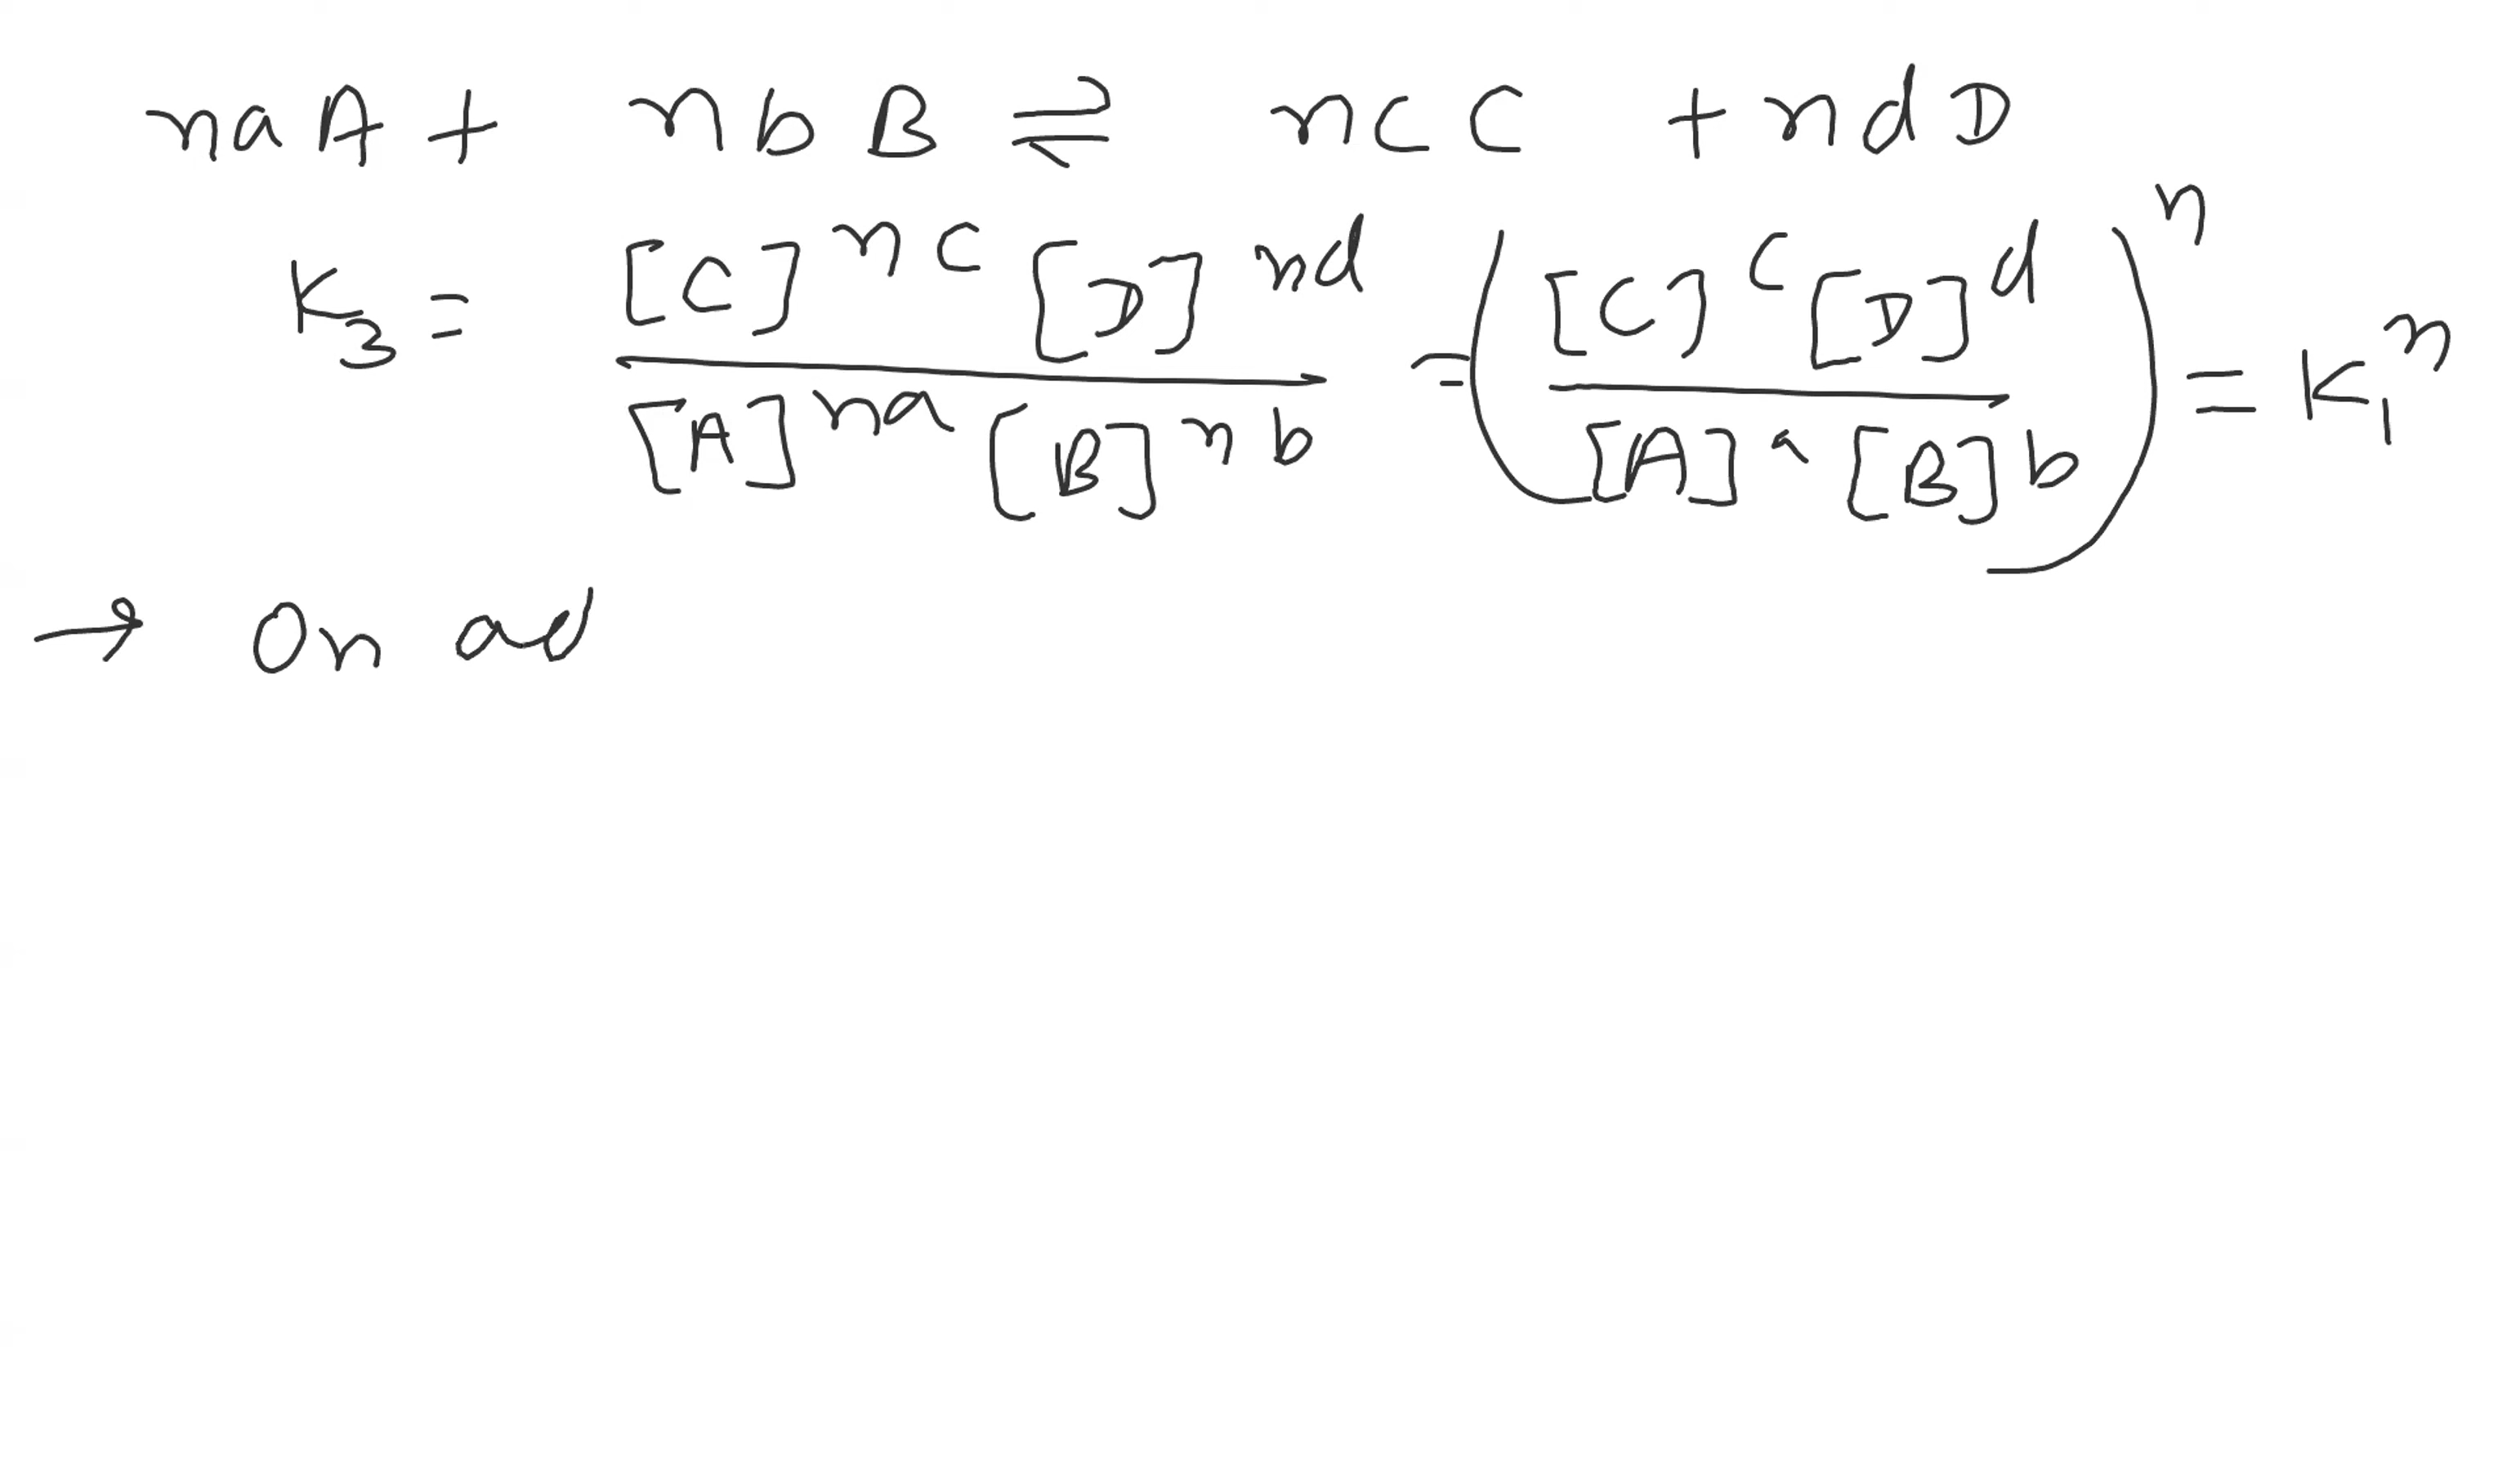 naA + nbB ⇌ ncC + ndD
K₃ = [C]^nc [D]^nd / [A]^na [B]^nb = ([C]^c [D]^d / [A]^a [B]^b)^n = K₁^n
→ On ad